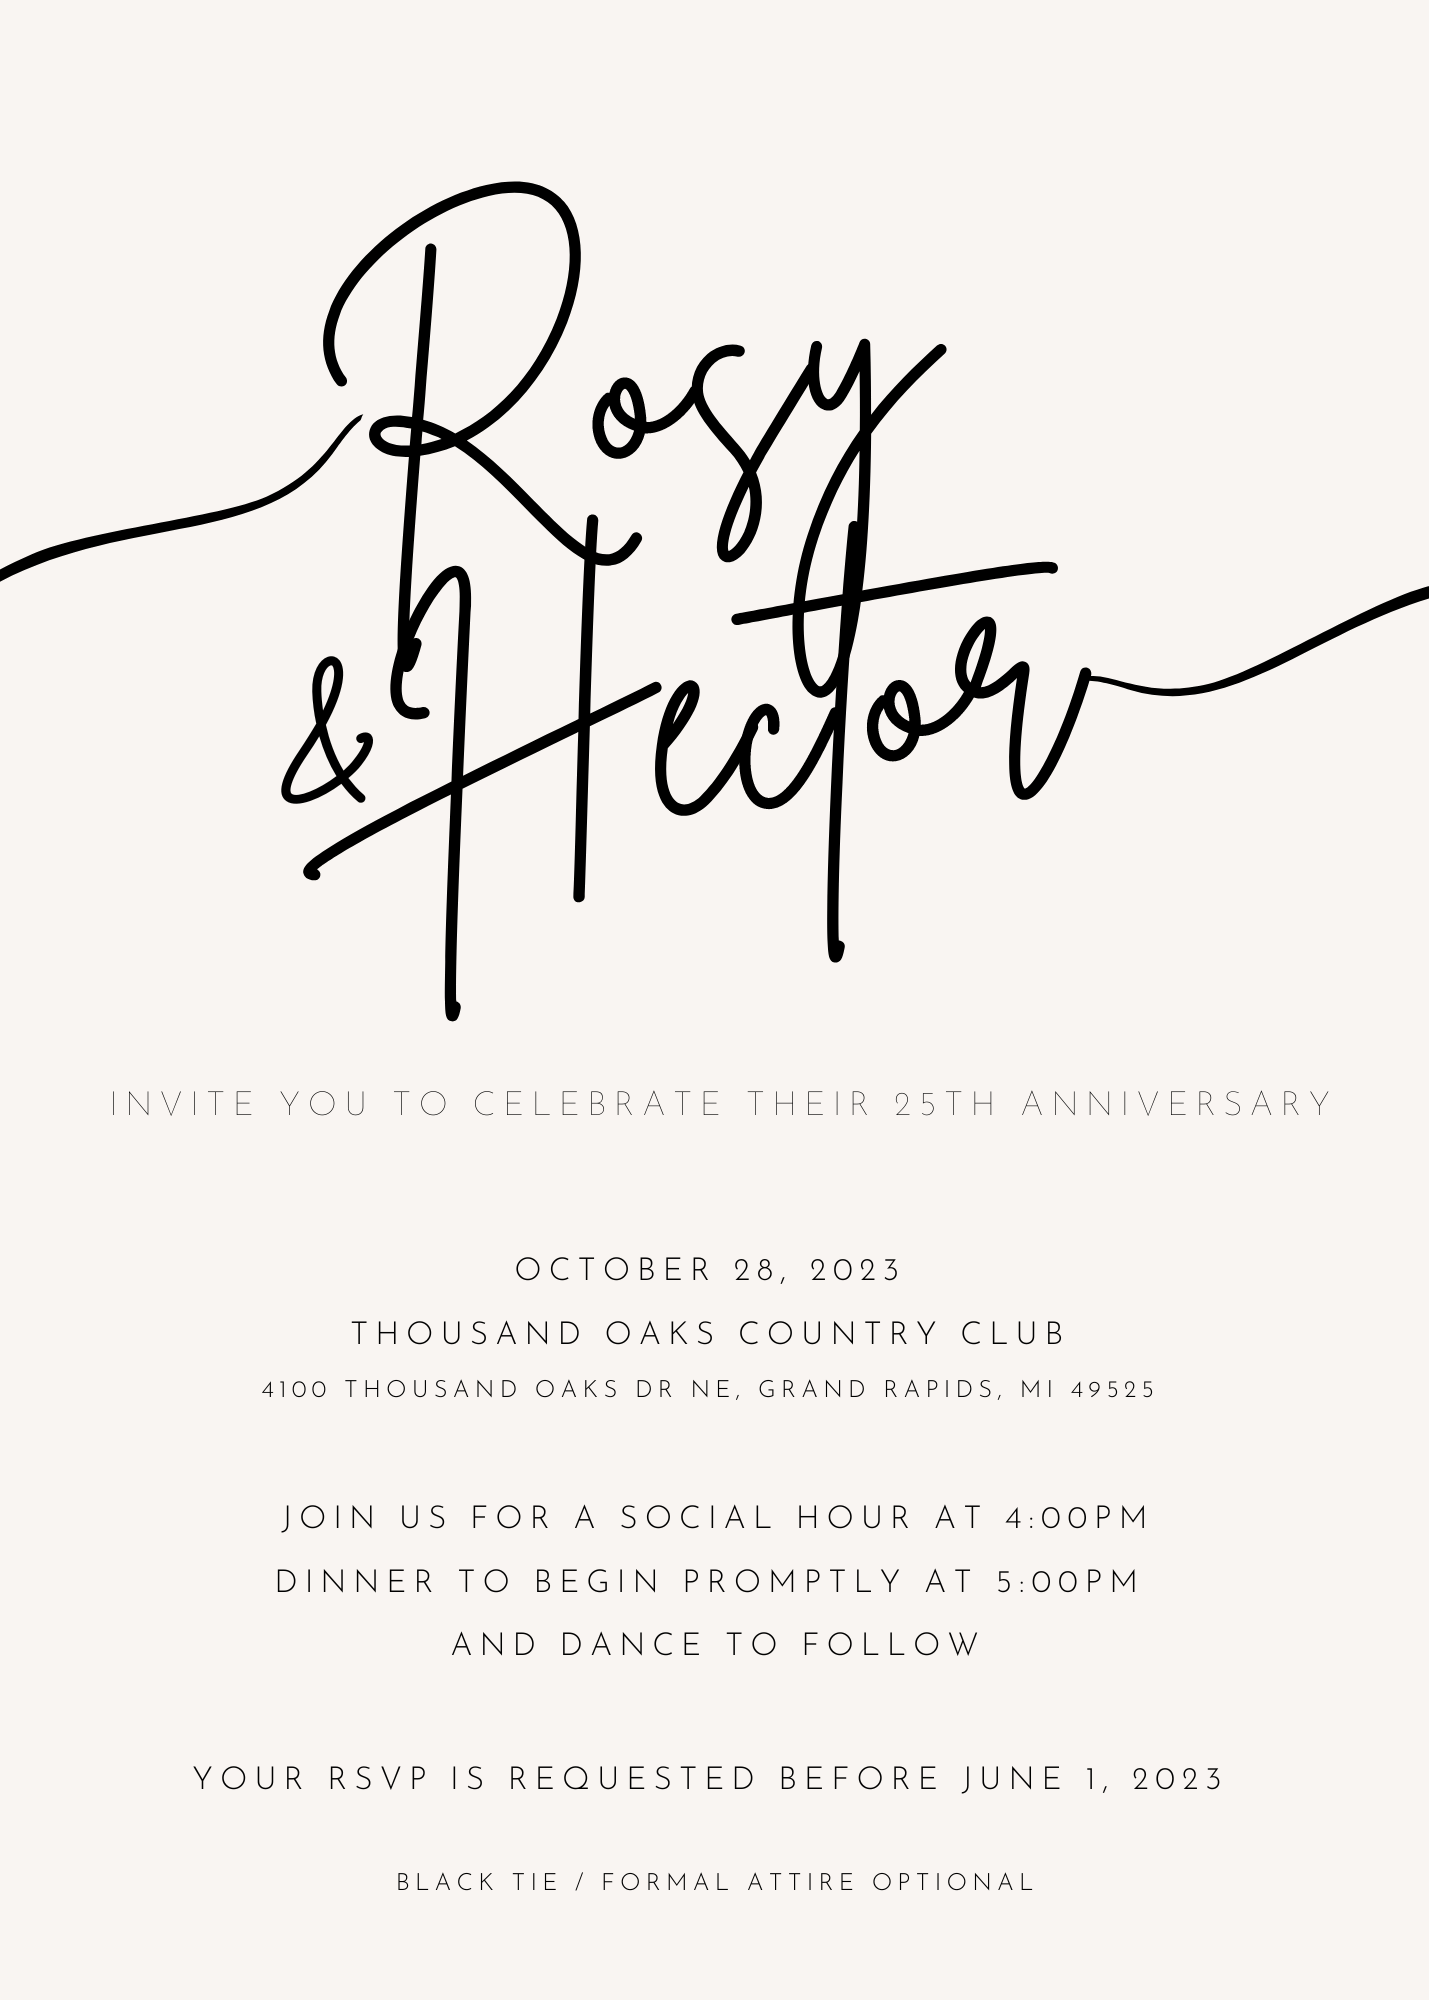 Rosy
& Hector
INVITE YOU TO CELEBRATE THEIR 25TH ANNIVERSARY
OCTOBER 28, 2023
THOUSAND OAKS COUNTRY CLUB
4100 THOUSAND OAKS DR NE, GRAND RAPIDS, MI 49525
JOIN US FOR A SOCIAL HOUR AT 4:00PM
DINNER TO BEGIN PROMPTLY AT 5:00PM
AND DANCE TO FOLLOW
YOUR RSVP IS REQUESTED BEFORE JUNE 1, 2023
BLACK TIE / FORMAL ATTIRE OPTIONAL